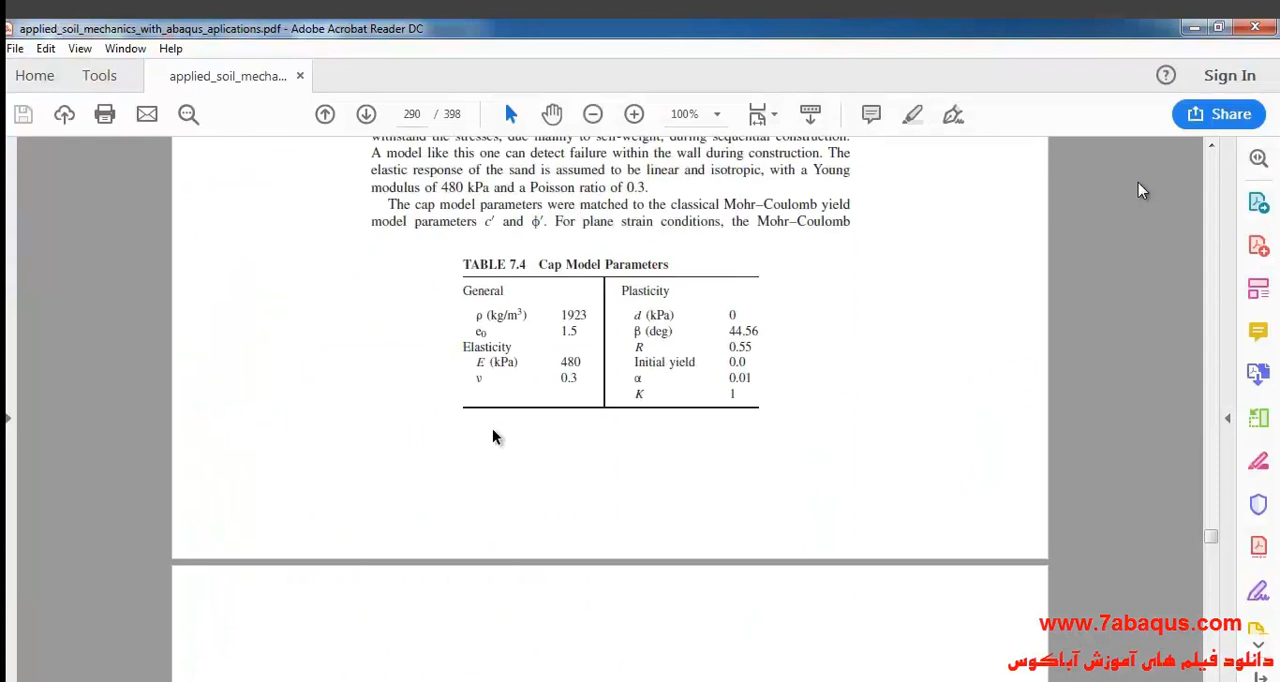 applied_soil_mechanics_with_abaqus_aplications.pdf - Adobe Acrobat Reader DC
File Edit View Window Help
Home Tools applied_soil_mecha... × Sign In
290 / 398 100% Share
withstand the stresses, due mainly to self-weight, during sequential construction.
A model like this one can detect failure within the wall during construction. The
elastic response of the sand is assumed to be linear and isotropic, with a Young
modulus of 480 kPa and a Poisson ratio of 0.3.
The cap model parameters were matched to the classical Mohr–Coulomb yield
model parameters c′ and ϕ′. For plane strain conditions, the Mohr–Coulomb
TABLE 7.4 Cap Model Parameters
General Plasticity
ρ (kg/m³) 1923 d (kPa) 0
e₀ 1.5 β (deg) 44.56
Elasticity R 0.55
E (kPa) 480 Initial yield 0.0
ν 0.3 α 0.01
K 1
www.7abaqus.com
دانلود فیلم های آموزش آباکوس